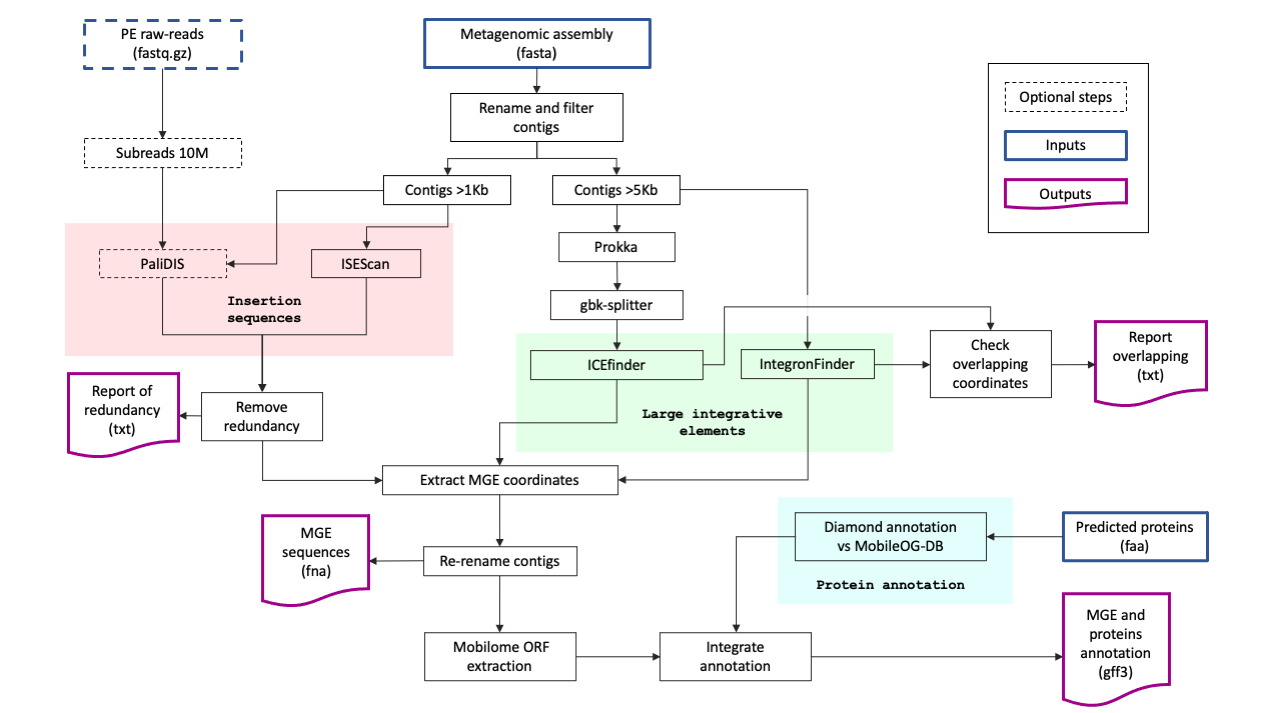 PE raw-reads
(fastq.gz)
Metagenomic assembly
(fasta)
Rename and filter
contigs
Optional steps
Inputs
Outputs
Subreads 10M
Contigs >1Kb
Contigs >5Kb
Prokka
PaliDIS
ISEScan
Insertion
sequences
gbk-splitter
ICEfinder
IntegronFinder
Large integrative
elements
Check
overlapping
coordinates
Report
overlapping
(txt)
Report of
redundancy
(txt)
Remove
redundancy
Extract MGE coordinates
MGE
sequences
(fna)
Re-rename contigs
Diamond annotation
vs MobileOG-DB
Protein annotation
Predicted proteins
(faa)
Mobilome ORF
extraction
Integrate
annotation
MGE and
proteins
annotation
(gff3)